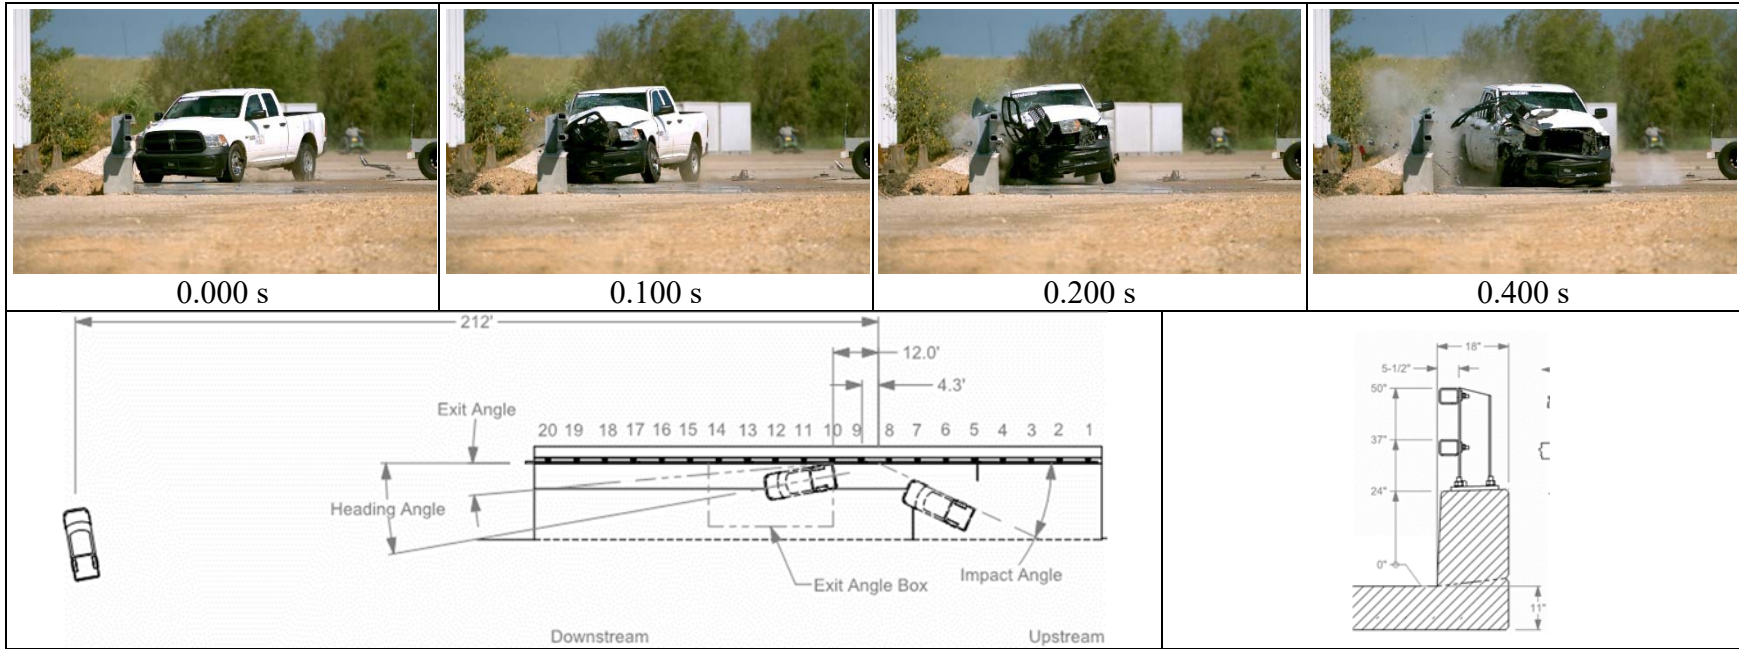 0.000 s
0.100 s
0.200 s
0.400 s
212'
12.0'
4.3'
Exit Angle
20 19 18 17 16 15 14 13 12 11 10 9 8 7 6 5 4 3 2 1
Heading Angle
Impact Angle
Exit Angle Box
Downstream
Upstream
18"
5-1/2"
50"
37"
24"
0"
11"